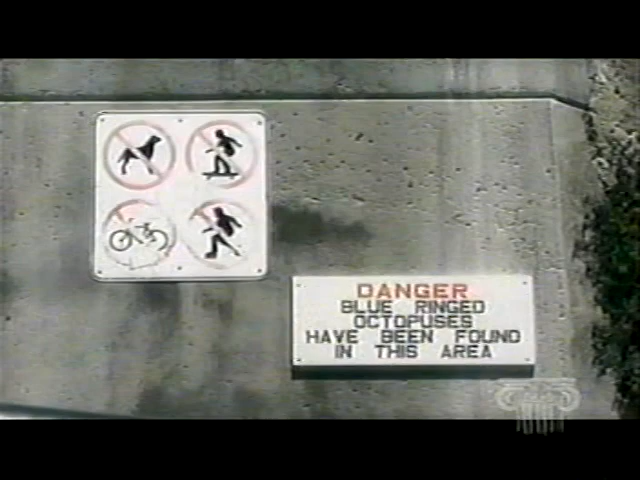 DANGER
BLUE RINGED
OCTOPUSES
HAVE BEEN FOUND
IN THIS AREA